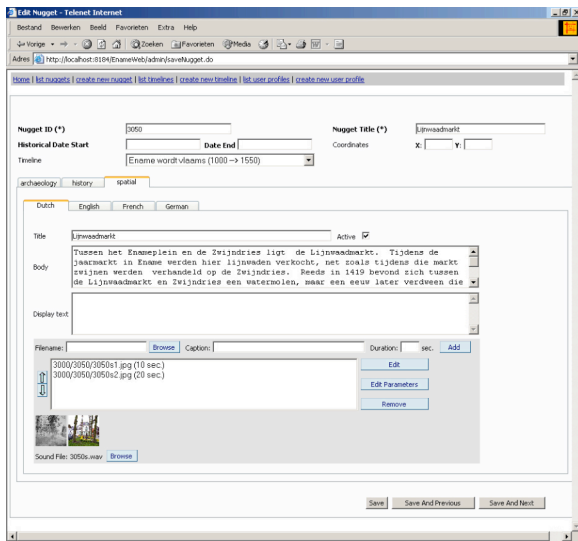 Edit Nugget - Telenet Internet
Bestand Bewerken Beeld Favorieten Extra Help
Vorige Zoeken Favorieten Media
Adres http://localhost:8184/EnameWeb/admin/saveNugget.do
Home | list nuggets | create new nugget | list timelines | create new timeline | list user profiles | create new user profile
Nugget ID (*) 3050 Nugget Title (*) Lijnwaadmarkt
Historical Date Start Date End Coordinates X: Y:
Timeline Ename wordt vlaams (1000 --> 1550)
archaeology history spatial
Dutch English French German
Title Lijnwaadmarkt Active
Body Tussen het Enameplein en de Zwijndries ligt de Lijnwaadmarkt. Tijdens de
jaarmarkt in Ename werden hier lijnwaden verkocht, net zoals tijdens die markt
zwijnen werden verhandeld op de Zwijndries. Reeds in 1419 bevond zich tussen
de Lijnwaadmarkt en Zwijndries een watermolen, maar een eeuw later verdween die
Display text
Filename: Browse Caption: Duration: sec. Add
3000/3050/3050s1.jpg (10 sec.) Edit
3000/3050/3050s2.jpg (20 sec.)
Edit Parameters
Remove
Sound File: 3050s.wav Browse
Save Save And Previous Save And Next